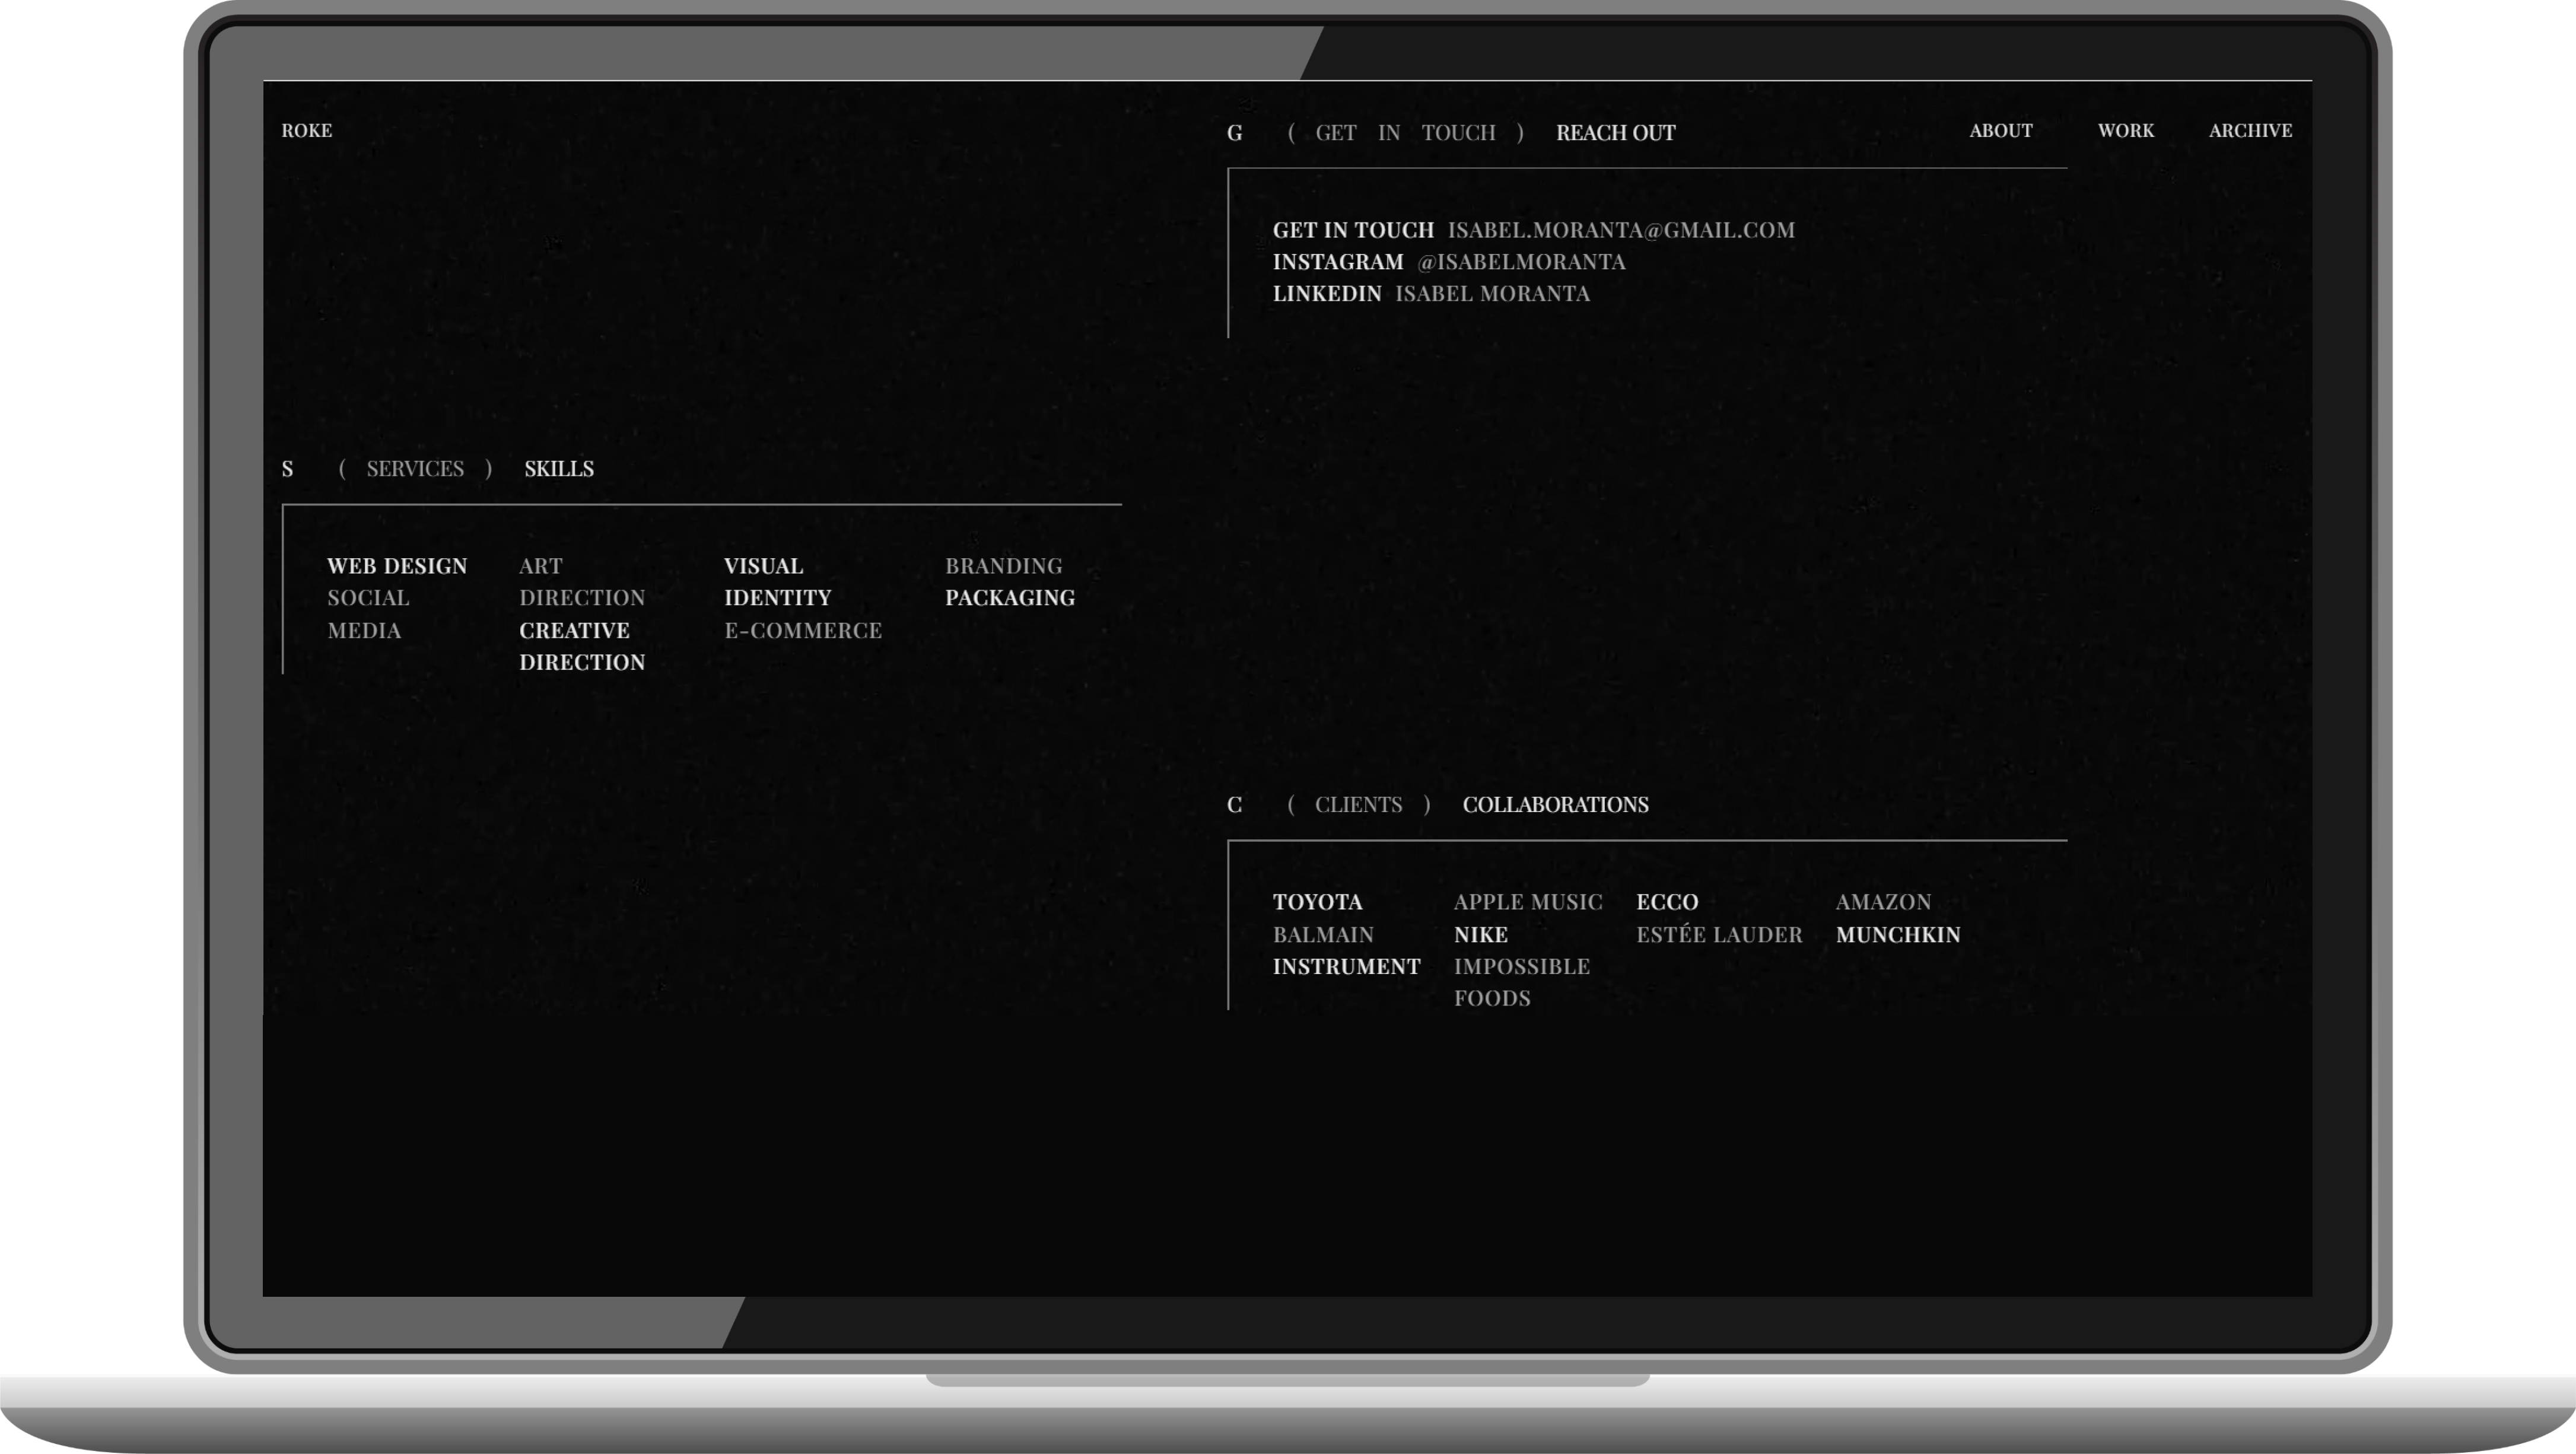 ROKE
ABOUT WORK ARCHIVE
G ( GET IN TOUCH ) REACH OUT
GET IN TOUCH ISABEL.MORANTA@GMAIL.COM
INSTAGRAM @ISABELMORANTA
LINKEDIN ISABEL MORANTA
S ( SERVICES ) SKILLS
WEB DESIGN
SOCIAL
MEDIA
ART
DIRECTION
CREATIVE
DIRECTION
VISUAL
IDENTITY
E-COMMERCE
BRANDING
PACKAGING
C ( CLIENTS ) COLLABORATIONS
TOYOTA
BALMAIN
INSTRUMENT
APPLE MUSIC
NIKE
IMPOSSIBLE
FOODS
ECCO
ESTÉE LAUDER
AMAZON
MUNCHKIN